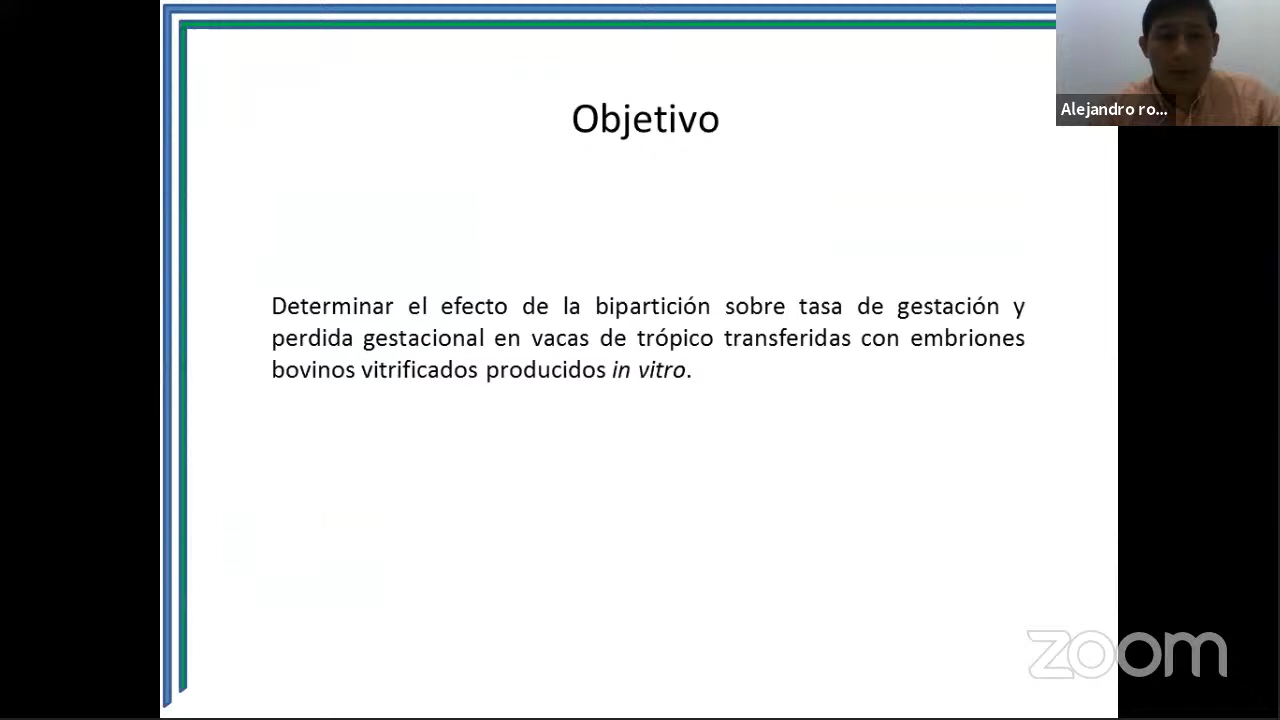 Objetivo
Alejandro ro...
Determinar el efecto de la bipartición sobre tasa de gestación y
perdida gestacional en vacas de trópico transferidas con embriones
bovinos vitrificados producidos in vitro.
zoom